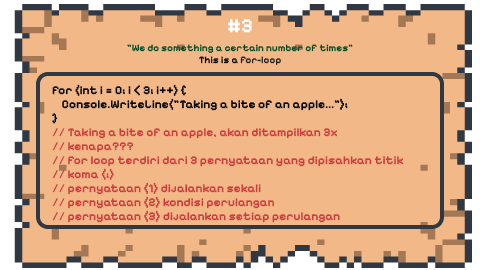 #3
"We do something a certain number of times"
This is a for-loop
for (int i = 0; i < 3; i++) {
Console.WriteLine("Taking a bite of an apple...");
}
// Taking a bite of an apple, akan ditampilkan 3x
// kenapa???
// for loop terdiri dari 3 pernyataan yang dipisahkan titik
// koma (;)
// pernyataan (1) dijalankan sekali
// pernyataan (2) kondisi perulangan
// pernyataan (3) dijalankan setiap perulangan